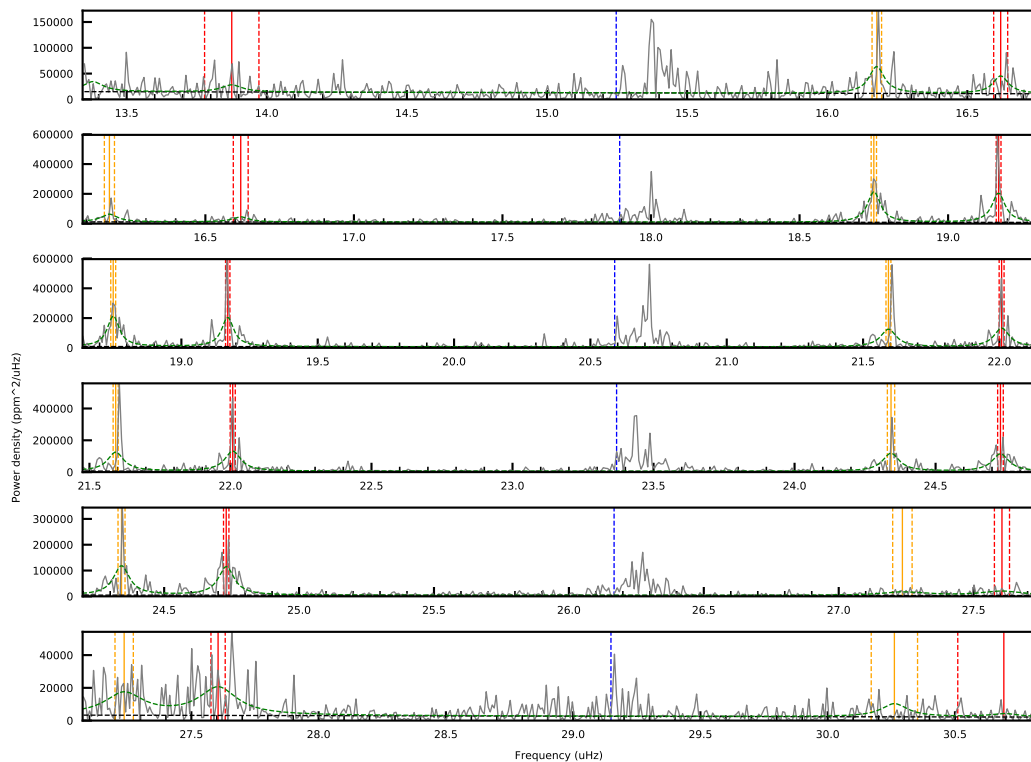 150000
100000
50000
0
13.5 14.0 14.5 15.0 15.5 16.0 16.5
600000
400000
200000
0
16.5 17.0 17.5 18.0 18.5 19.0
600000
400000
200000
0
19.0 19.5 20.0 20.5 21.0 21.5 22.0
Power density (ppm^2/uHz)
400000
200000
0
21.5 22.0 22.5 23.0 23.5 24.0 24.5
300000
200000
100000
0
24.5 25.0 25.5 26.0 26.5 27.0 27.5
40000
20000
0
27.5 28.0 28.5 29.0 29.5 30.0 30.5
Frequency (uHz)